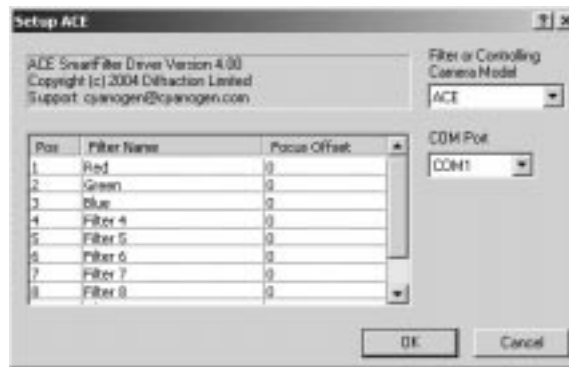 Setup ACE
ACE SmartFilter Driver Version 4.00
Copyright (c) 2004 Diffraction Limited
Support: cyanogen@cyanogen.com
Filter or Controlling
Camera Model
ACE
COM Port
COM1
Pos Filter Name Focus Offset
1 Red 0
2 Green 0
3 Blue 0
4 Filter 4 0
5 Filter 5 0
6 Filter 6 0
7 Filter 7 0
8 Filter 8 0
OK Cancel